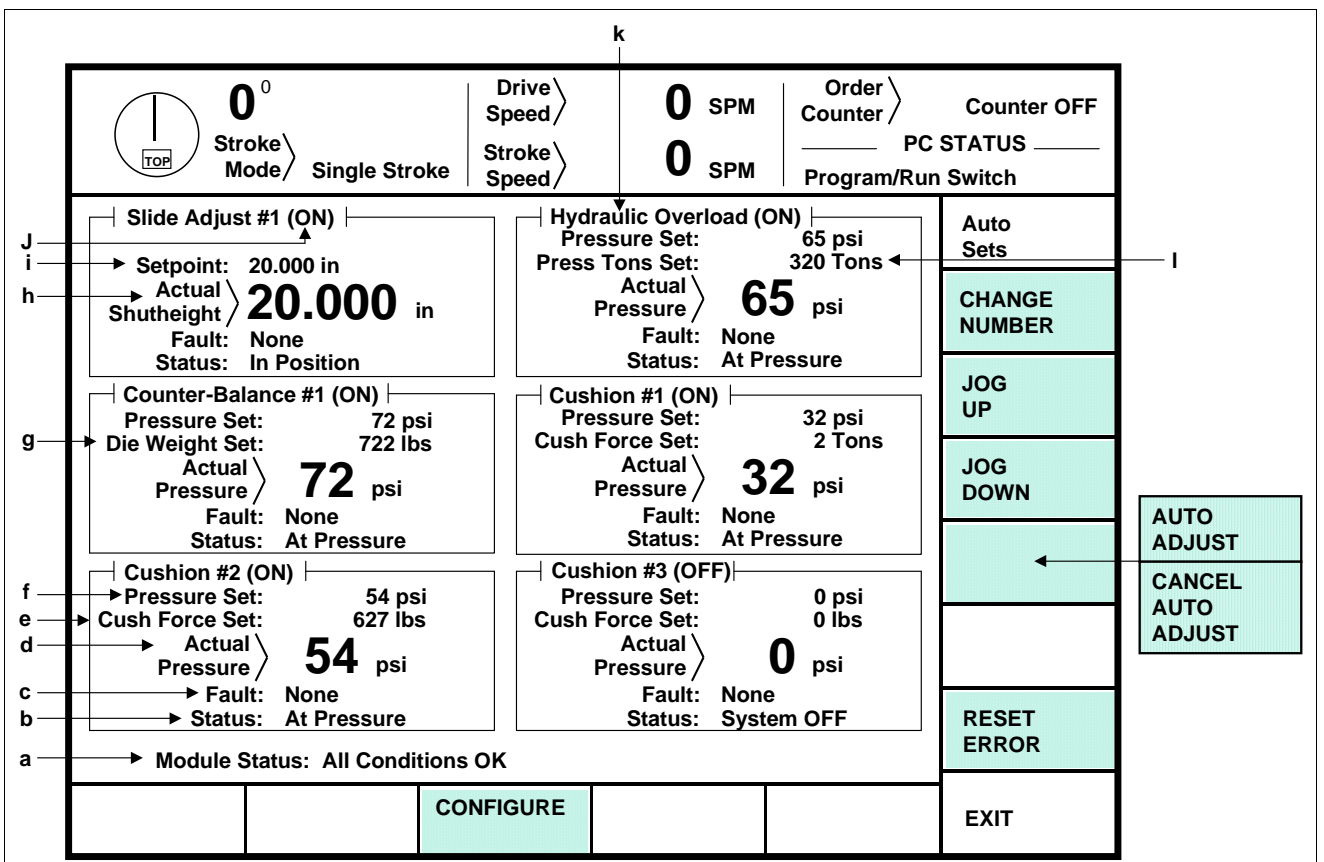 k
0 0
Stroke
Mode
Single Stroke
TOP
Drive
Speed
0 SPM
Stroke
Speed
0 SPM
Order
Counter
Counter OFF
PC STATUS
Program/Run Switch
Slide Adjust #1 (ON)
J
i
Setpoint: 20.000 in
h
Actual
Shutheight
20.000 in
Fault: None
Status: In Position
Hydraulic Overload (ON)
Pressure Set: 65 psi
Press Tons Set: 320 Tons
l
Actual
Pressure
65 psi
Fault: None
Status: At Pressure
Counter-Balance #1 (ON)
Pressure Set: 72 psi
g
Die Weight Set: 722 lbs
Actual
Pressure
72 psi
Fault: None
Status: At Pressure
Cushion #1 (ON)
Pressure Set: 32 psi
Cush Force Set: 2 Tons
Actual
Pressure
32 psi
Fault: None
Status: At Pressure
Cushion #2 (ON)
f
Pressure Set: 54 psi
e
Cush Force Set: 627 lbs
d
Actual
Pressure
54 psi
c
Fault: None
b
Status: At Pressure
Cushion #3 (OFF)
Pressure Set: 0 psi
Cush Force Set: 0 lbs
Actual
Pressure
0 psi
Fault: None
Status: System OFF
a
Module Status: All Conditions OK
Auto
Sets
CHANGE
NUMBER
JOG
UP
JOG
DOWN
AUTO
ADJUST
CANCEL
AUTO
ADJUST
RESET
ERROR
CONFIGURE
EXIT